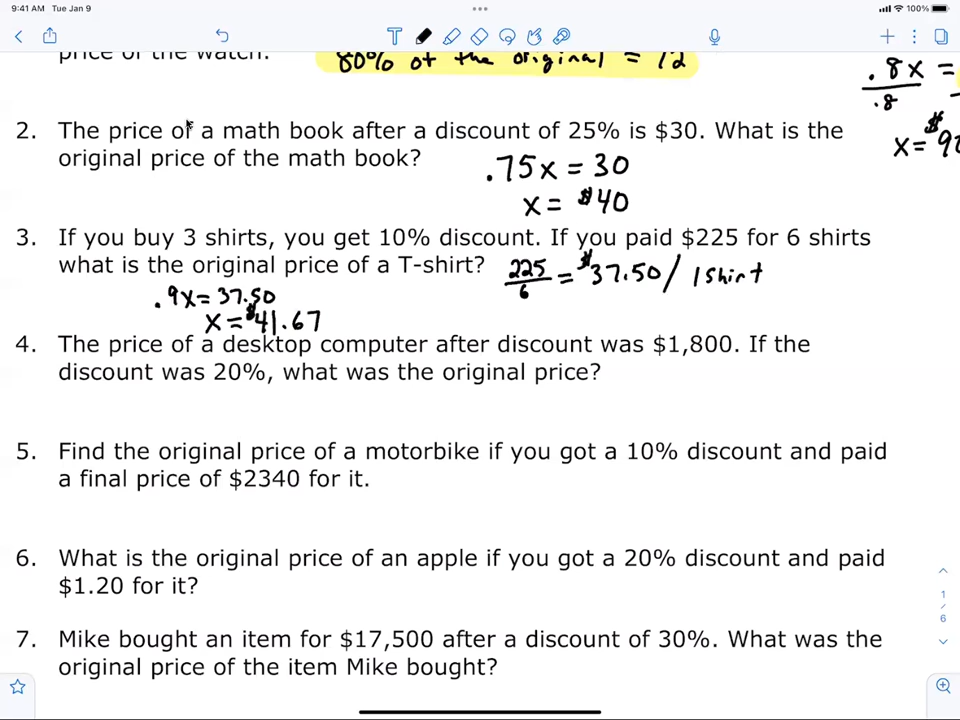 9:41 AM Tue Jan 9
100%
price of the watch.
80% of the original = 72
.8x =
.8
x = $90
2. The price of a math book after a discount of 25% is $30. What is the
original price of the math book?
.75x = 30
x = $40
3. If you buy 3 shirts, you get 10% discount. If you paid $225 for 6 shirts
what is the original price of a T-shirt?
225/6 = $37.50 / 1 shirt
.9x = 37.50
x = $41.67
4. The price of a desktop computer after discount was $1,800. If the
discount was 20%, what was the original price?
5. Find the original price of a motorbike if you got a 10% discount and paid
a final price of $2340 for it.
6. What is the original price of an apple if you got a 20% discount and paid
$1.20 for it?
7. Mike bought an item for $17,500 after a discount of 30%. What was the
original price of the item Mike bought?
1
/
6